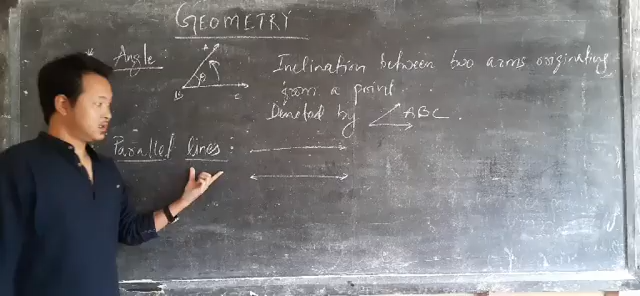 GEOMETRY
* Angle :
A
θ
B
C
Inclination between two arms originating
from a point.
Denoted by ∠ABC.
Parallel lines :